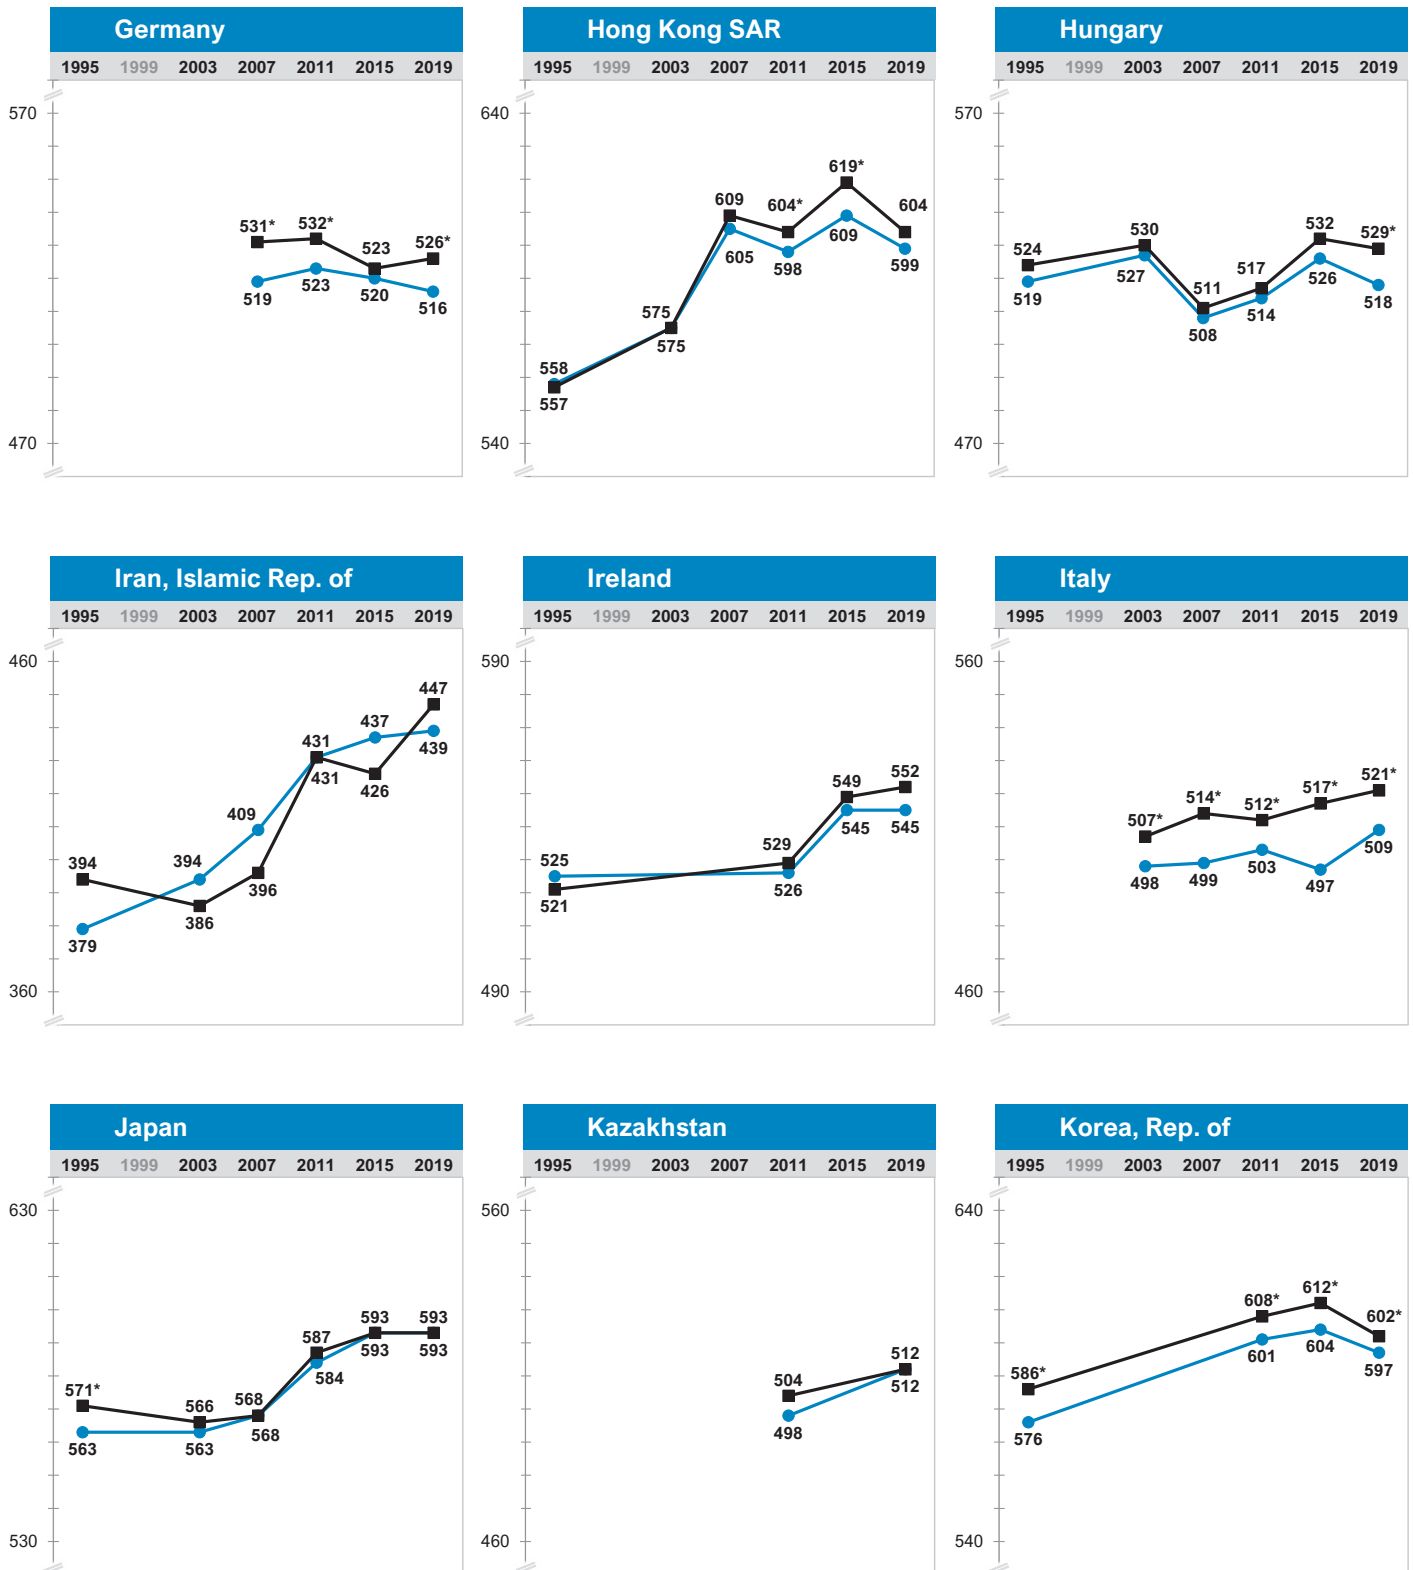 Germany
1995 1999 2003 2007 2011 2015 2019
570
531* 532* 523 526*
519 523 520 516
470
Hong Kong SAR
1995 1999 2003 2007 2011 2015 2019
640
609 604* 619* 604
605 598 609 599
575
575
558
557
540
Hungary
1995 1999 2003 2007 2011 2015 2019
570
524 530 511 517 532 529*
519 527 508 514 526 518
470
Iran, Islamic Rep. of
1995 1999 2003 2007 2011 2015 2019
460
447
431 437 439
431 426
409
394 394 396
386
379
360
Ireland
1995 1999 2003 2007 2011 2015 2019
590
549 552
545 545
525 529
521 526
490
Italy
1995 1999 2003 2007 2011 2015 2019
560
507* 514* 512* 517* 521*
498 499 503 497 509
460
Japan
1995 1999 2003 2007 2011 2015 2019
630
571* 566 568 587 593 593
563 563 568 584 593 593
530
Kazakhstan
1995 1999 2003 2007 2011 2015 2019
560
504 512
498 512
460
Korea, Rep. of
1995 1999 2003 2007 2011 2015 2019
640
586* 608* 612* 602*
576 601 604 597
540